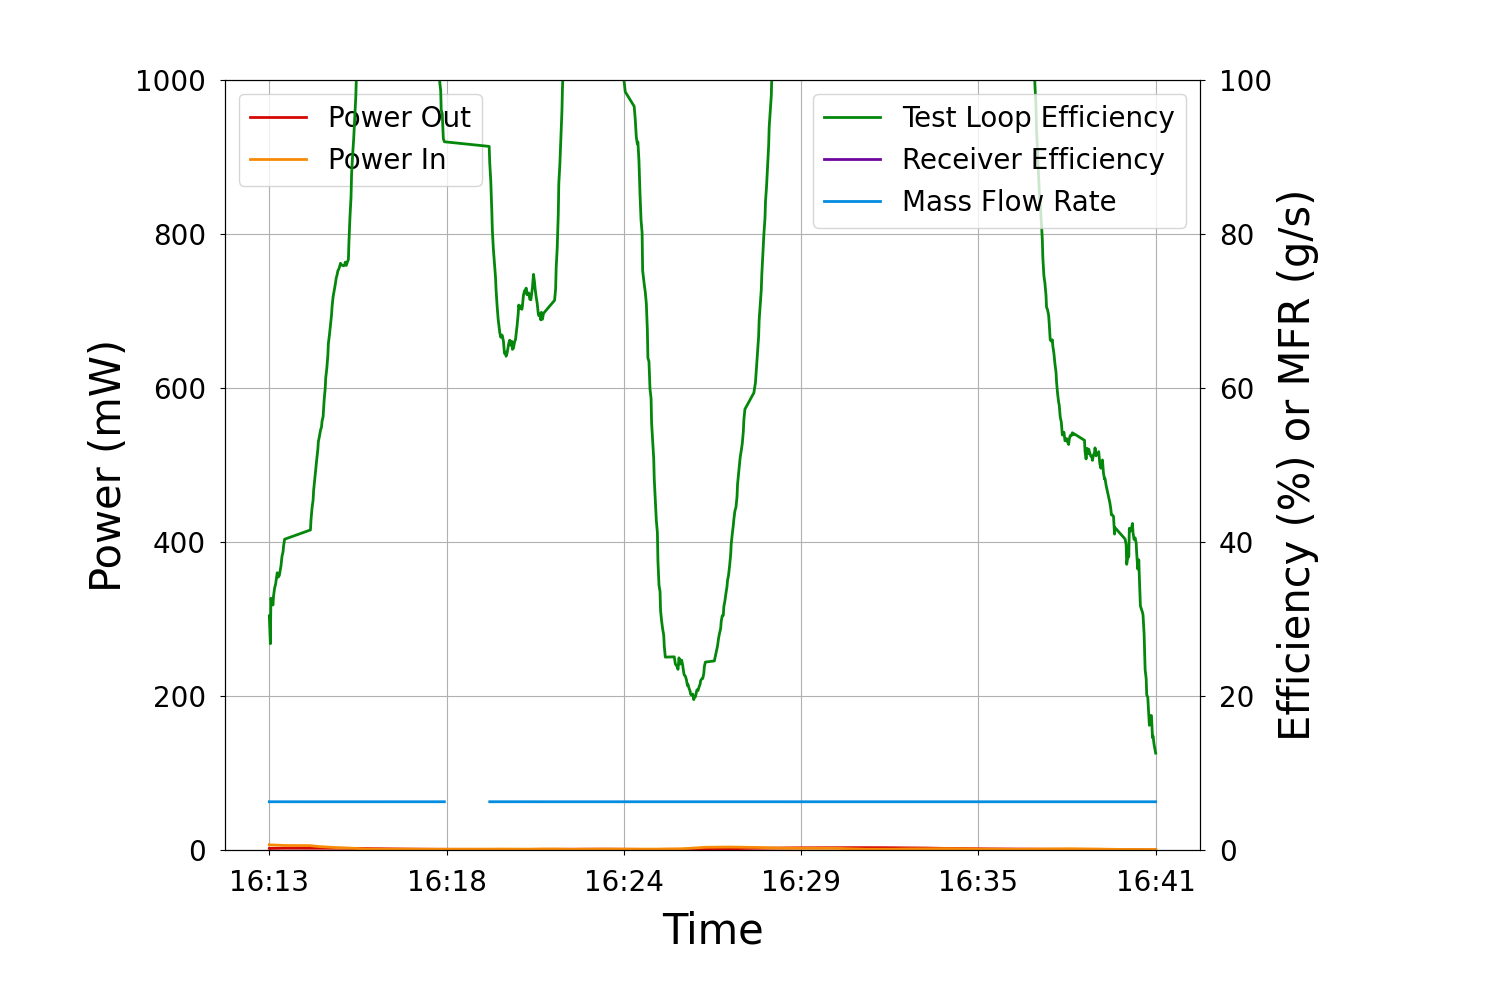 1000
800
600
400
200
0
Power (mW)
Power Out
Power In
Test Loop Efficiency
Receiver Efficiency
Mass Flow Rate
100
80
60
40
20
0
Efficiency (%) or MFR (g/s)
16:13 16:18 16:24 16:29 16:35 16:41
Time